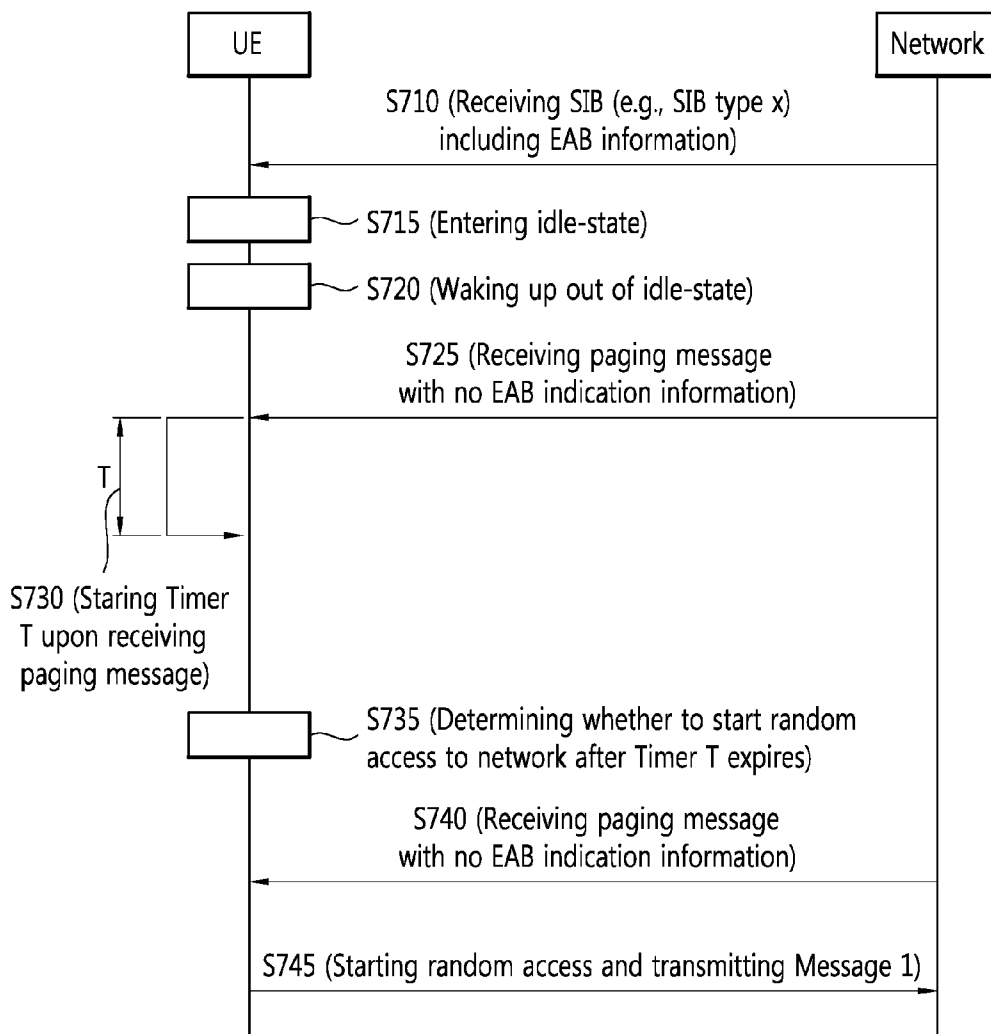 UE
Network
S710 (Receiving SIB (e.g., SIB type x)
including EAB information)
S715 (Entering idle-state)
S720 (Waking up out of idle-state)
S725 (Receiving paging message
with no EAB indication information)
T
S730 (Staring Timer
T upon receiving
paging message)
S735 (Determining whether to start random
access to network after Timer T expires)
S740 (Receiving paging message
with no EAB indication information)
S745 (Starting random access and transmitting Message 1)